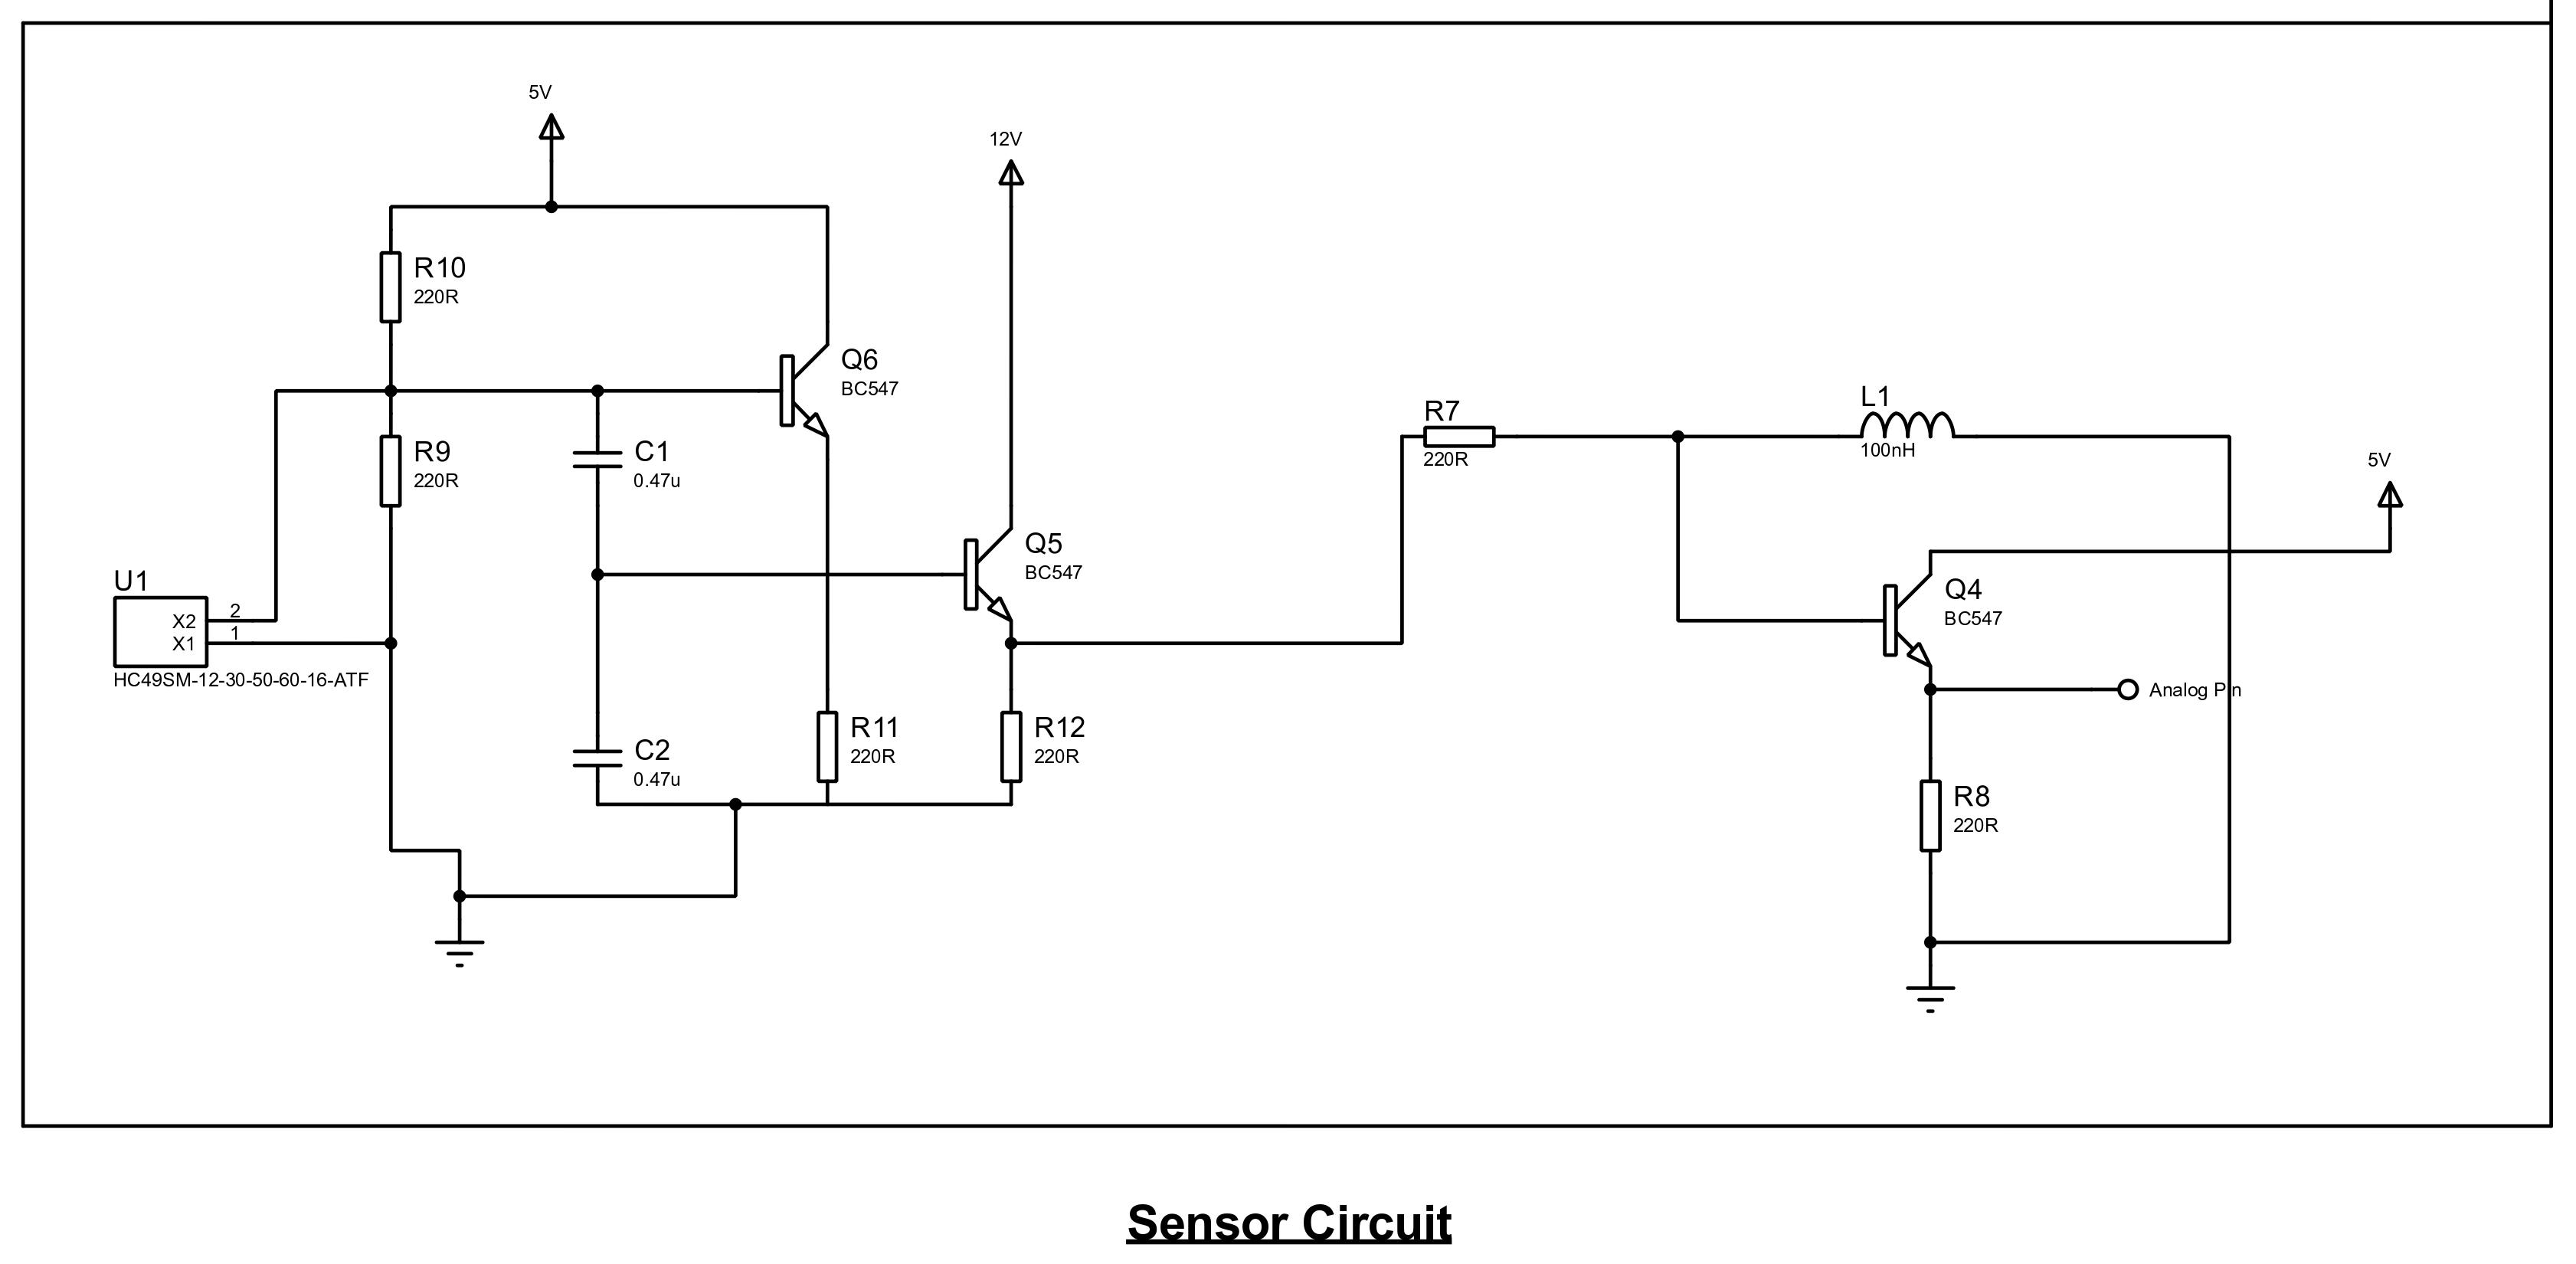 5V
12V
R10
220R
Q6
BC547
R7
220R
L1
100nH
R9
220R
C1
0.47u
5V
Q5
BC547
U1
X2
2
X1
1
HC49SM-12-30-50-60-16-ATF
Q4
BC547
Analog Pin
C2
0.47u
R11
220R
R12
220R
R8
220R
Sensor Circuit